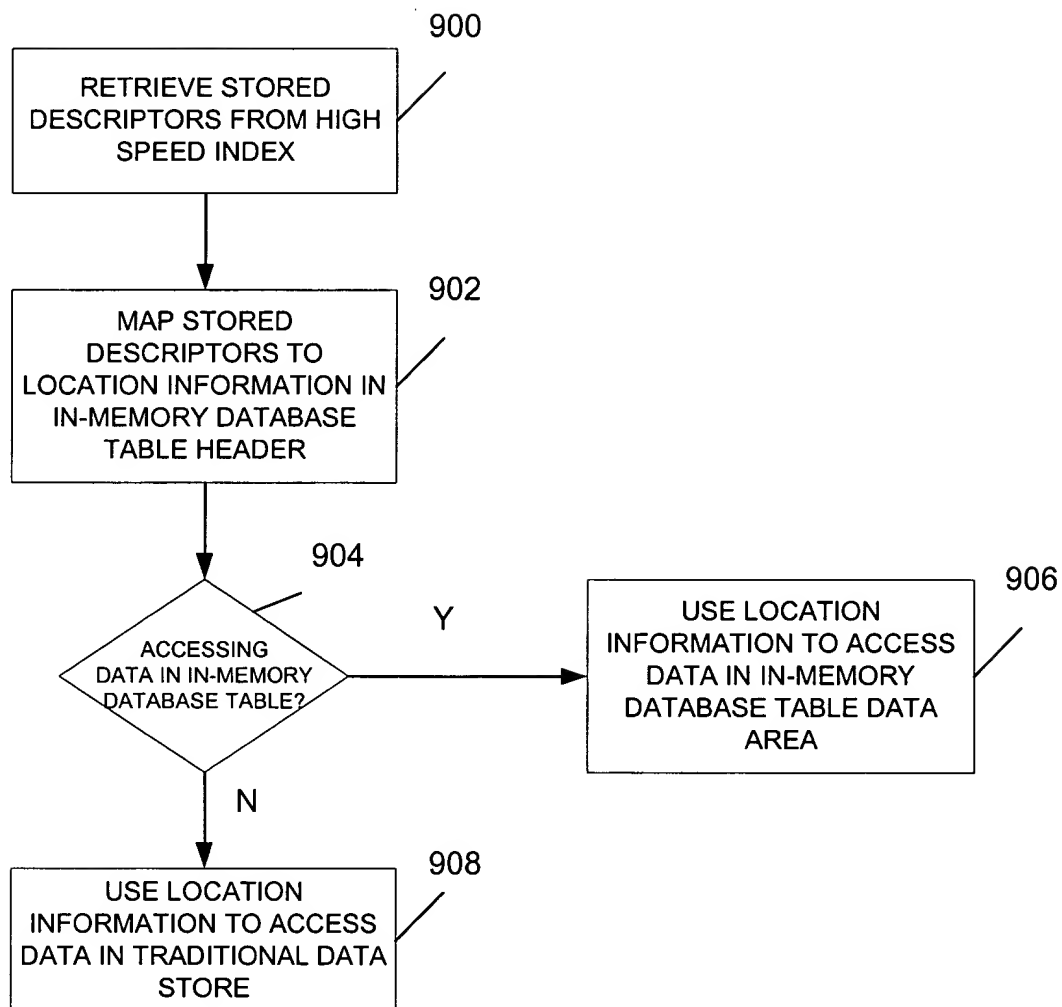 900
RETRIEVE STORED
DESCRIPTORS FROM HIGH
SPEED INDEX
902
MAP STORED
DESCRIPTORS TO
LOCATION INFORMATION IN
IN-MEMORY DATABASE
TABLE HEADER
904
ACCESSING
DATA IN IN-MEMORY
DATABASE TABLE?
Y
906
USE LOCATION
INFORMATION TO ACCESS
DATA IN IN-MEMORY
DATABASE TABLE DATA
AREA
N
908
USE LOCATION
INFORMATION TO ACCESS
DATA IN TRADITIONAL DATA
STORE